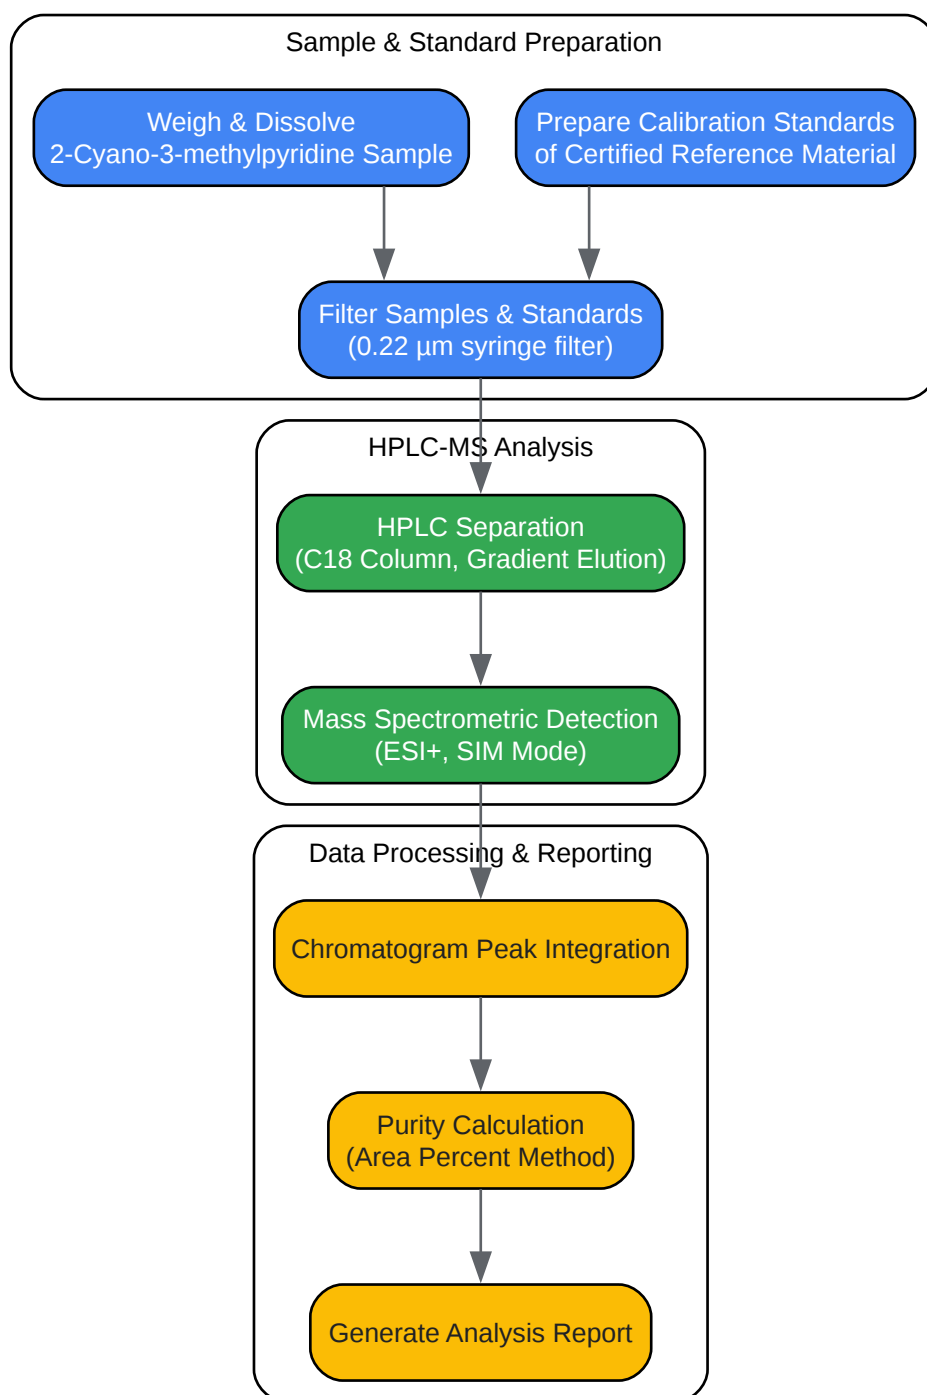 Sample & Standard Preparation
Weigh & Dissolve
2-Cyano-3-methylpyridine Sample
Prepare Calibration Standards
of Certified Reference Material
Filter Samples & Standards
(0.22 µm syringe filter)
HPLC-MS Analysis
HPLC Separation
(C18 Column, Gradient Elution)
Mass Spectrometric Detection
(ESI+, SIM Mode)
Data Processing & Reporting
Chromatogram Peak Integration
Purity Calculation
(Area Percent Method)
Generate Analysis Report